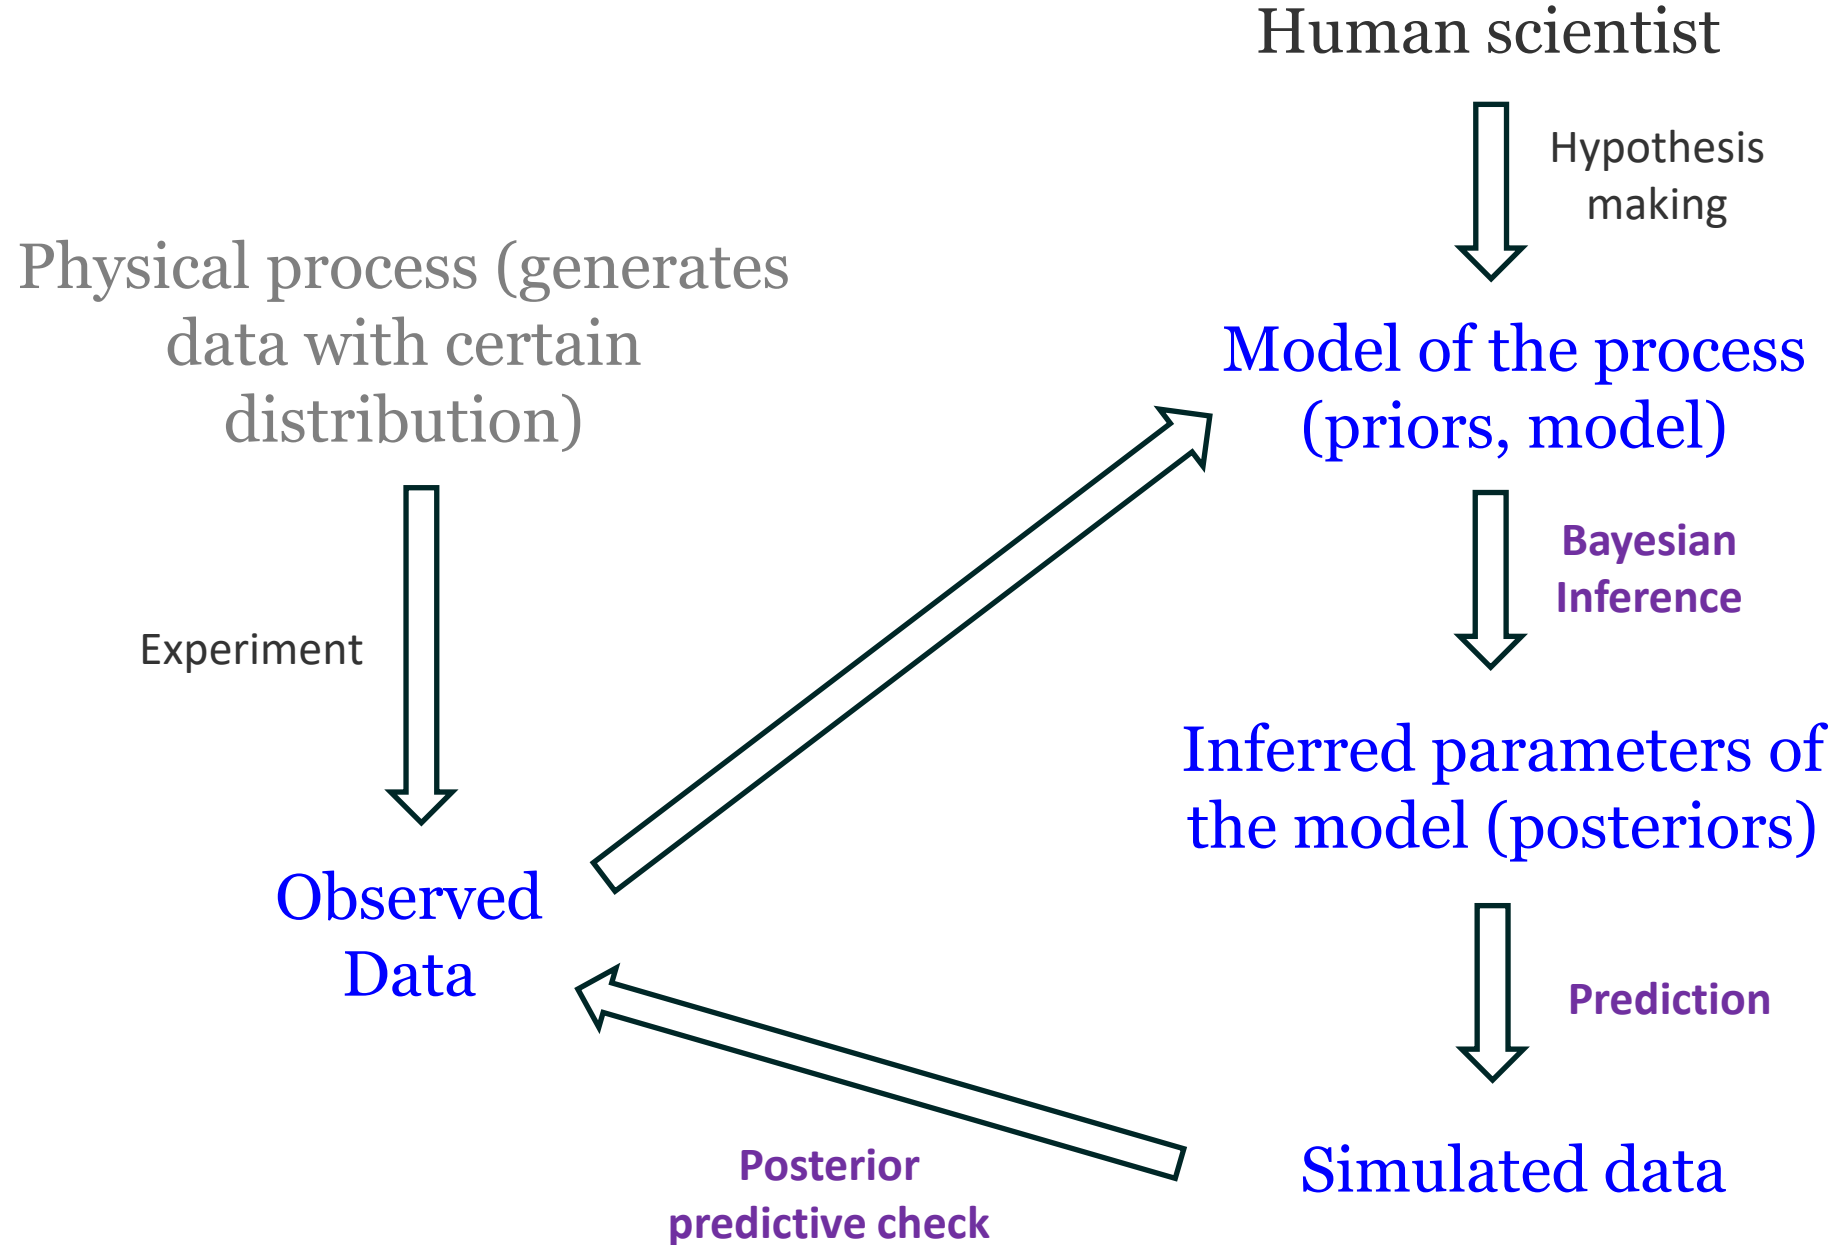 Human scientist
Hypothesis
making
Physical process (generates
data with certain
distribution)
Model of the process
(priors, model)
Bayesian
Inference
Experiment
Inferred parameters of
the model (posteriors)
Observed
Data
Prediction
Simulated data
Posterior
predictive check